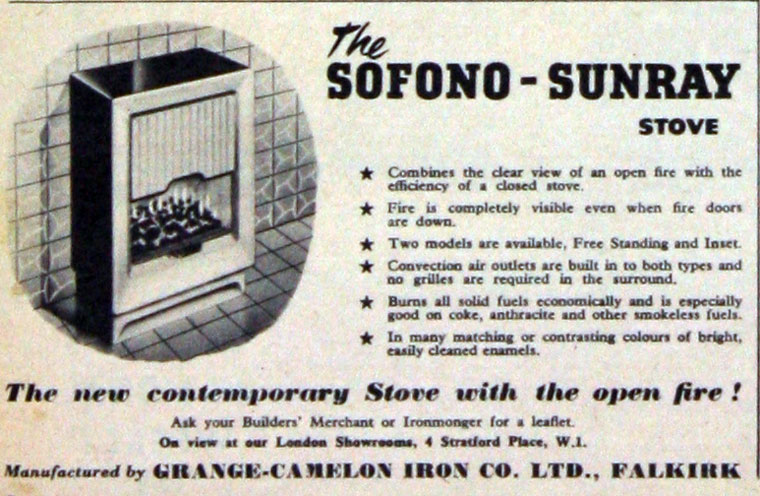 The
SOFONO - SUNRAY
STOVE
★ Combines the clear view of an open fire with the
efficiency of a closed stove.
★ Fire is completely visible even when fire doors
are down.
★ Two models are available, Free Standing and Inset.
★ Convection air outlets are built in to both types and
no grilles are required in the surround.
★ Burns all solid fuels economically and is especially
good on coke, anthracite and other smokeless fuels.
★ In many matching or contrasting colours of bright,
easily cleaned enamels.
The new contemporary Stove with the open fire !
Ask your Builders' Merchant or Ironmonger for a leaflet.
On view at our London Showrooms, 4 Stratford Place, W.1.
Manufactured by GRANGE-CAMELON IRON CO. LTD., FALKIRK